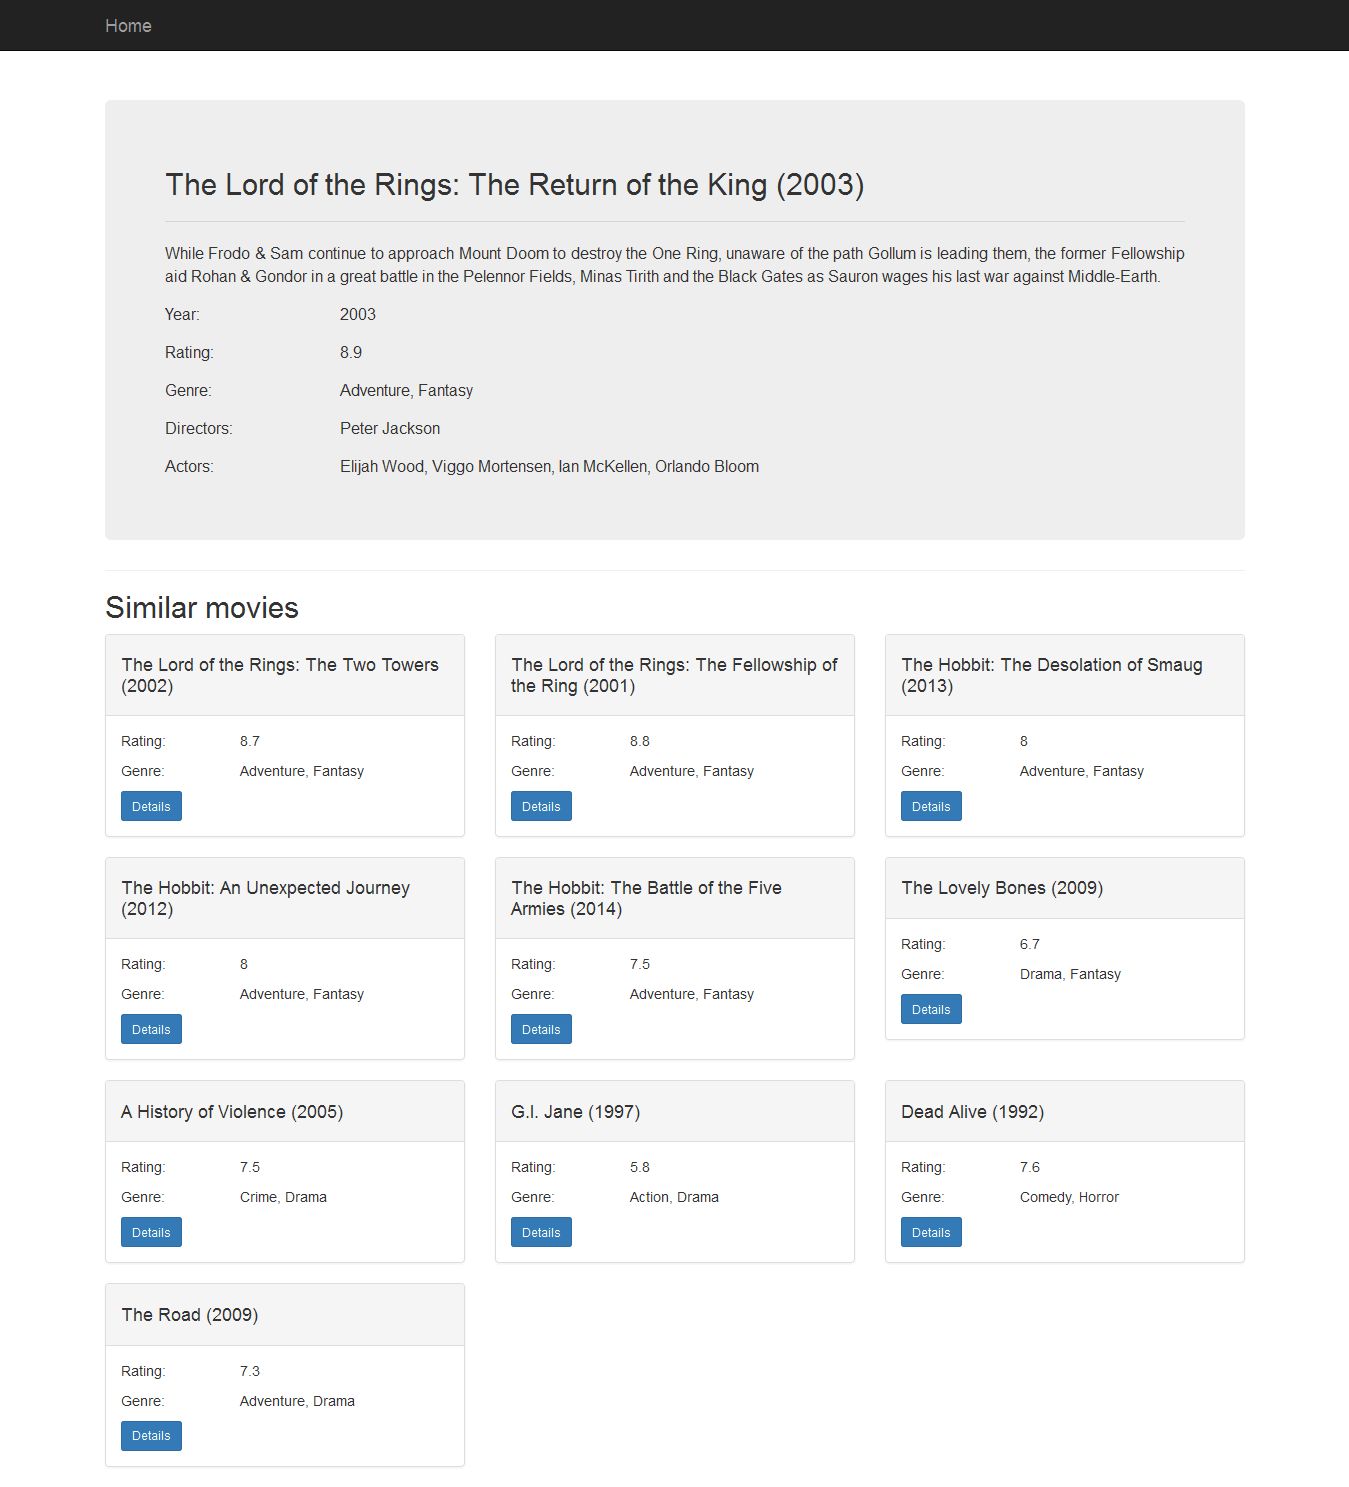 Home
The Lord of the Rings: The Return of the King (2003)
While Frodo & Sam continue to approach Mount Doom to destroy the One Ring, unaware of the path Gollum is leading them, the former Fellowship
aid Rohan & Gondor in a great battle in the Pelennor Fields, Minas Tirith and the Black Gates as Sauron wages his last war against Middle-Earth.
Year: 2003
Rating: 8.9
Genre: Adventure, Fantasy
Directors: Peter Jackson
Actors: Elijah Wood, Viggo Mortensen, Ian McKellen, Orlando Bloom
Similar movies
The Lord of the Rings: The Two Towers
(2002)
Rating: 8.7
Genre: Adventure, Fantasy
Details
The Lord of the Rings: The Fellowship of
the Ring (2001)
Rating: 8.8
Genre: Adventure, Fantasy
Details
The Hobbit: The Desolation of Smaug
(2013)
Rating: 8
Genre: Adventure, Fantasy
Details
The Hobbit: An Unexpected Journey
(2012)
Rating: 8
Genre: Adventure, Fantasy
Details
The Hobbit: The Battle of the Five
Armies (2014)
Rating: 7.5
Genre: Adventure, Fantasy
Details
The Lovely Bones (2009)
Rating: 6.7
Genre: Drama, Fantasy
Details
A History of Violence (2005)
Rating: 7.5
Genre: Crime, Drama
Details
G.I. Jane (1997)
Rating: 5.8
Genre: Action, Drama
Details
Dead Alive (1992)
Rating: 7.6
Genre: Comedy, Horror
Details
The Road (2009)
Rating: 7.3
Genre: Adventure, Drama
Details